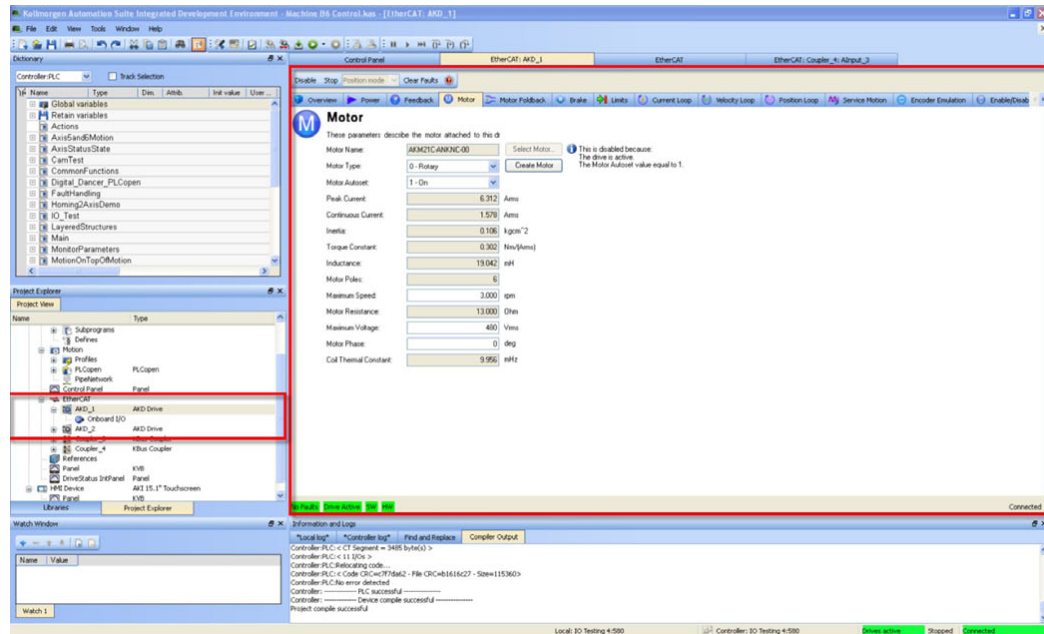 Kollmorgen Automation Suite Integrated Development Environment - Machine B6 Control.kas - [EtherCAT: AKD_1]
File Edit View Tools Window Help
Dictionary
Controller:PLC Track Selection
Name Type Dim. Attrib. Init value User ...
Global variables
Retain variables
Actions
Axis5and6Motion
AxisStatusState
CamTest
CommonFunctions
Digital_Dancer_PLCopen
FaultHandling
Homing2AxisDemo
IO_Test
LayeredStructures
Main
MonitorParameters
MotionOnTopOfMotion
Project Explorer
Project View
Name Type
Subprograms
Defines
Motion
Profiles
PLCopen PLCopen
PipeNetwork
Control Panel Panel
EtherCAT
AKD_1 AKD Drive
Onboard I/O
AKD_2 AKD Drive
Coupler_4 KBus Coupler
References
Panel KVB
DriveStatus IntPanel Panel
HMI Device AKI 15.1" Touchscreen
Panel KVB
Libraries Project Explorer
Watch Window
Name Value
Watch 1
Control Panel EtherCAT: AKD_1 EtherCAT EtherCAT: Coupler_4: AInput_3
Disable Stop Position mode Clear Faults
Overview Power Feedback Motor Motor Foldback Brake Limits Current Loop Velocity Loop Position Loop Service Motion Encoder Emulation Enable/Disab
M Motor
These parameters describe the motor attached to this dr
Motor Name: AKM21C-ANKNC-00 Select Motor... This is disabled because:
The drive is active.
The Motor Autoset value equal to 1.
Motor Type: 0 - Rotary Create Motor
Motor Autoset: 1 - On
Peak Current: 6.312 Arms
Continuous Current: 1.578 Arms
Inertia: 0.106 kgcm^2
Torque Constant: 0.302 Nm/(Arms)
Inductance: 19.042 mH
Motor Poles: 6
Maximum Speed: 3,000 rpm
Motor Resistance: 13.000 Ohm
Maximum Voltage: 480 Vrms
Motor Phase: 0 deg
Coil Thermal Constant: 9.956 mHz
No Faults Drive Active SW HW Connected
Information and Logs
*Local log* *Controller log* Find and Replace Compiler Output
Controller:PLC:< CT Segment = 3485 byte(s) >
Controller:PLC:< 11 I/Os >
Controller:PLC:Relocating code...
Controller:PLC:< Code CRC=c7f7da62 - File CRC=b1616c27 - Size=115360>
Controller:PLC:No error detected
Controller: ------------ PLC successful ----------------
Controller: ------------ Device compile successful ----------------
Project compile successful
Local: IO Testing 4:580 Controller: IO Testing 4:580 Drives active Stopped Connected